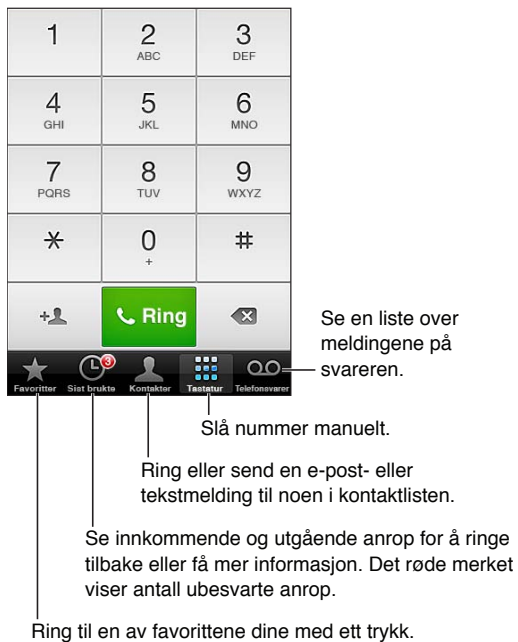 1 2 3
ABC DEF
4 5 6
GHI JKL MNO
7 8 9
PQRS TUV WXYZ
* 0 #
+
+ Ring
3
Favoritter Sist brukte Kontakter Tastatur Telefonsvarer
Se en liste over
meldingene på
svareren.
Slå nummer manuelt.
Ring eller send en e-post- eller
tekstmelding til noen i kontaktlisten.
Se innkommende og utgående anrop for å ringe
tilbake eller få mer informasjon. Det røde merket
viser antall ubesvarte anrop.
Ring til en av favorittene dine med ett trykk.